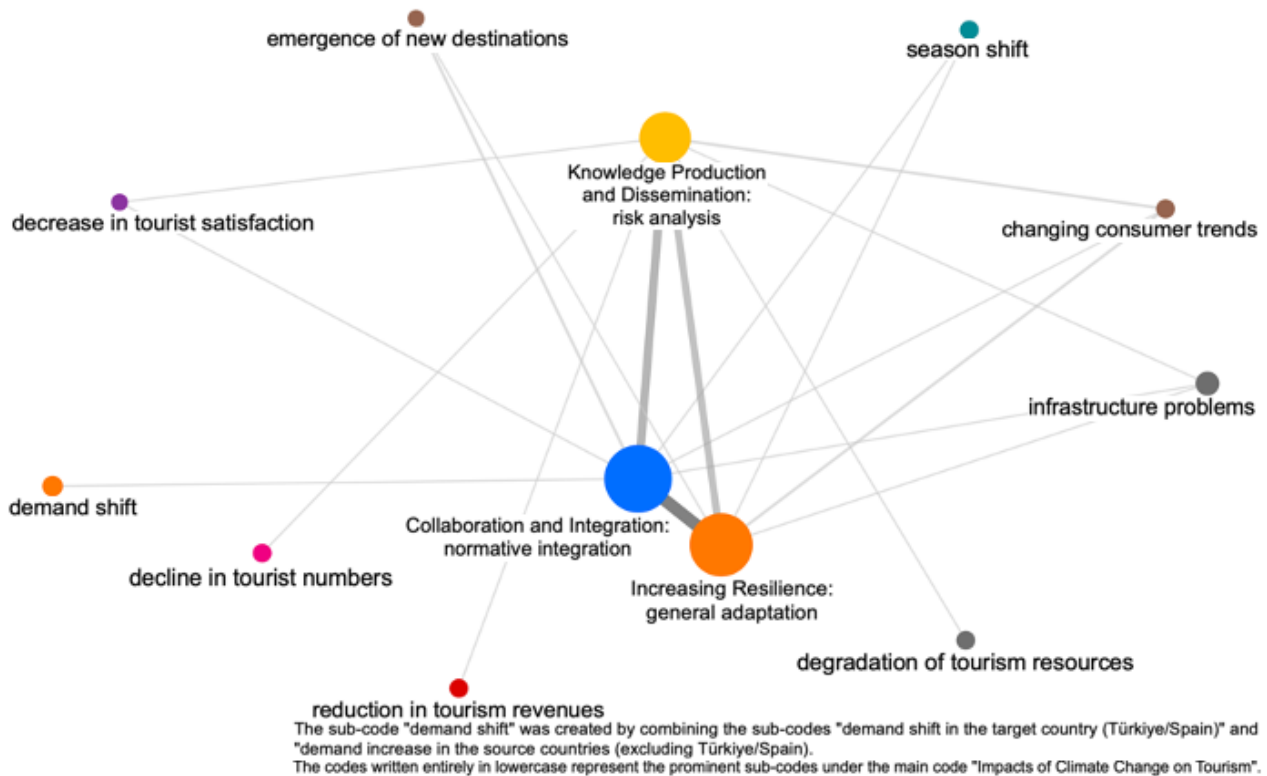 emergence of new destinations
season shift
Knowledge Production
and Dissemination:
risk analysis
decrease in tourist satisfaction
changing consumer trends
infrastructure problems
demand shift
Collaboration and Integration:
normative integration
decline in tourist numbers
Increasing Resilience:
general adaptation
degradation of tourism resources
reduction in tourism revenues
The sub-code "demand shift" was created by combining the sub-codes "demand shift in the target country (Türkiye/Spain)" and
"demand increase in the source countries (excluding Türkiye/Spain).
The codes written entirely in lowercase represent the prominent sub-codes under the main code "Impacts of Climate Change on Tourism".